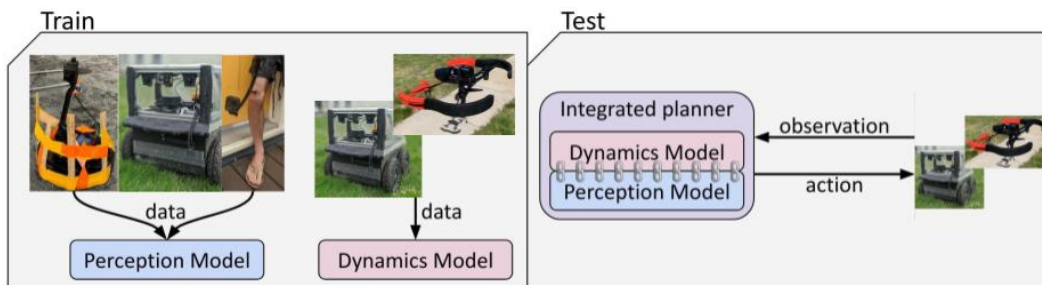 Train
Test
data
data
Perception Model
Dynamics Model
Integrated planner
Dynamics Model
Perception Model
observation
action